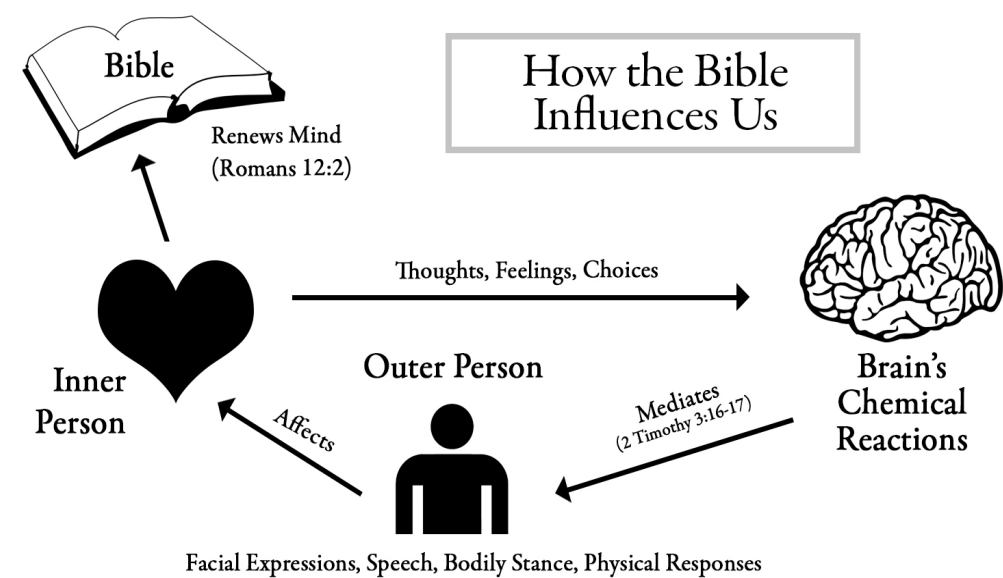 Bible
How the Bible
Influences Us
Renews Mind
(Romans 12:2)
Thoughts, Feelings, Choices
Inner
Person
Outer Person
Brain's
Chemical
Reactions
Mediates
(2 Timothy 3:16-17)
Affects
Facial Expressions, Speech, Bodily Stance, Physical Responses